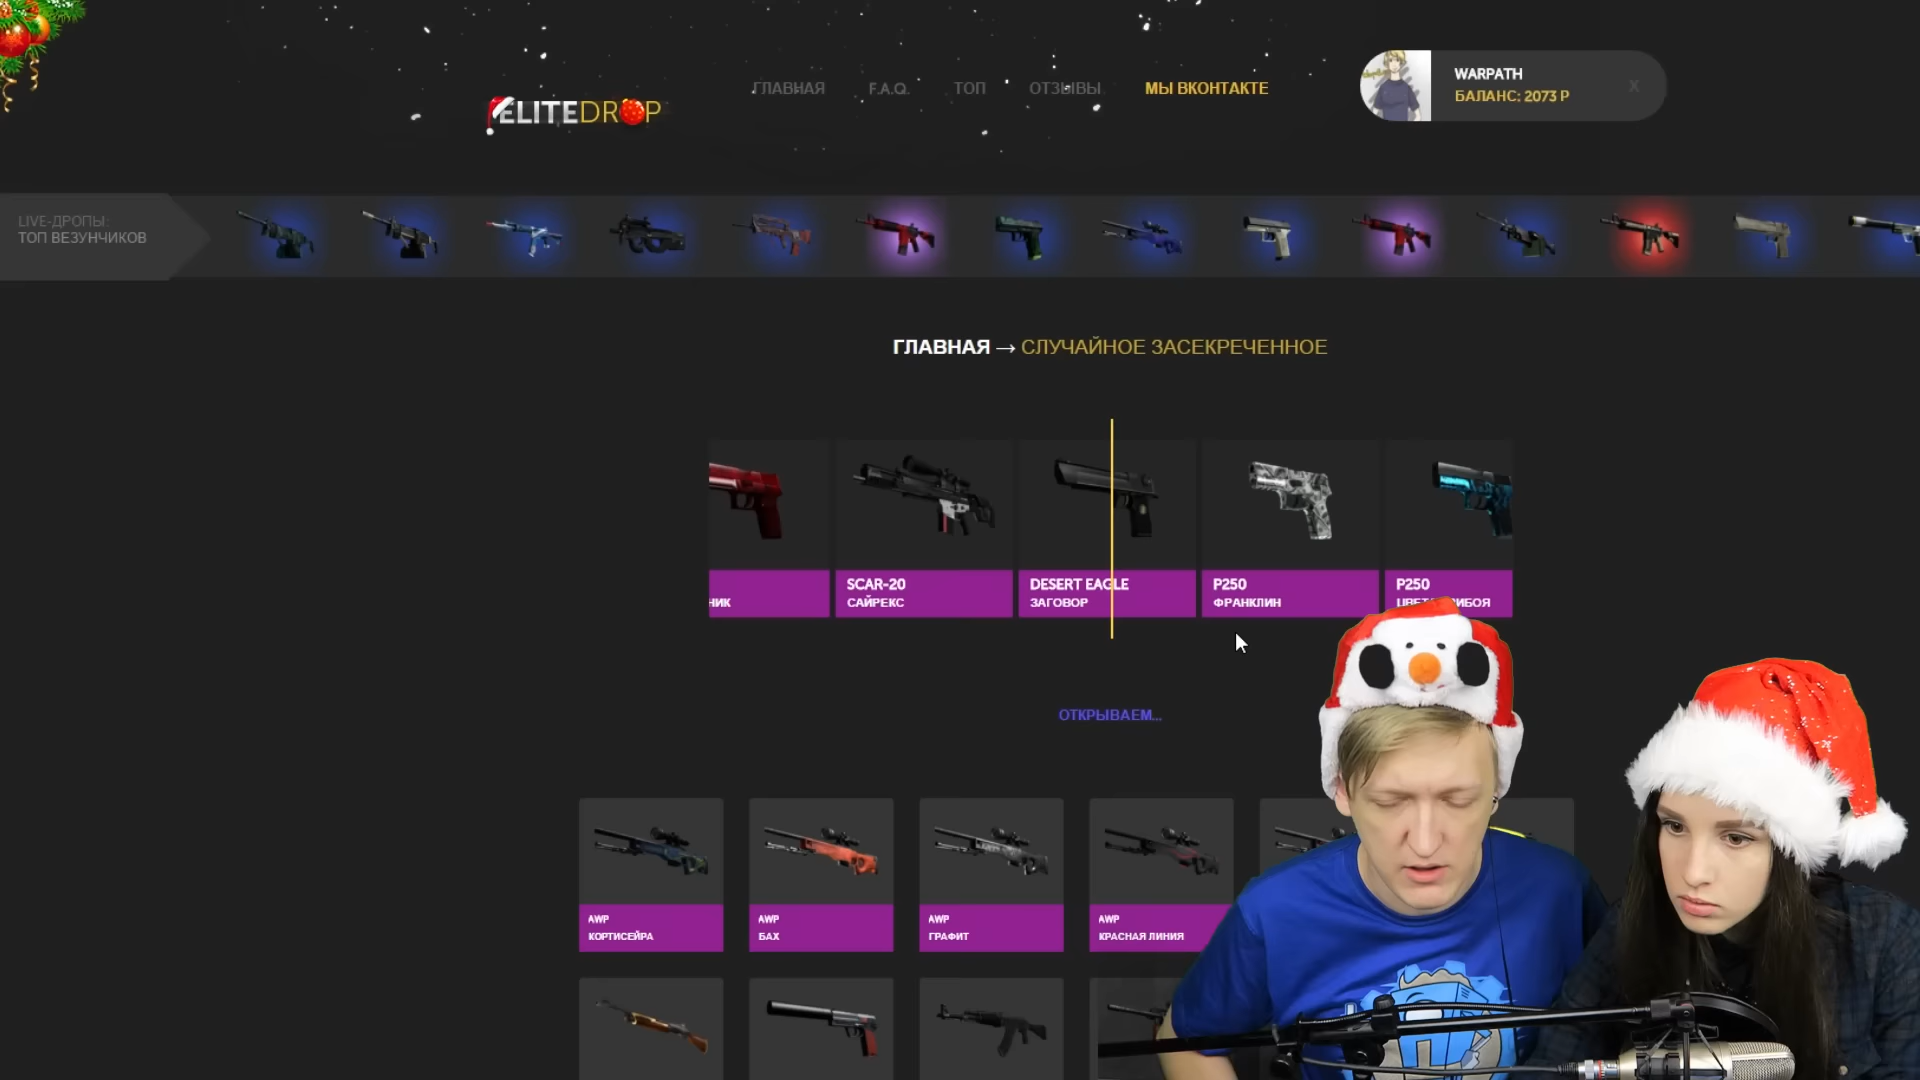 ELITEDROP
ГЛАВНАЯ
F.A.Q.
ТОП
ОТЗЫВЫ
МЫ ВКОНТАКТЕ
WARPATH
БАЛАНС: 2073 Р
X
LIVE-ДРОПЫ:
ТОП ВЕЗУНЧИКОВ
ГЛАВНАЯ → СЛУЧАЙНОЕ ЗАСЕКРЕЧЕННОЕ
НИК
SCAR-20
САЙРЕКС
DESERT EAGLE
ЗАГОВОР
P250
ФРАНКЛИН
P250
ОТКРЫВАЕМ...
AWP
КОРТИСЕЙРА
AWP
БАХ
AWP
ГРАФИТ
AWP
КРАСНАЯ ЛИНИЯ